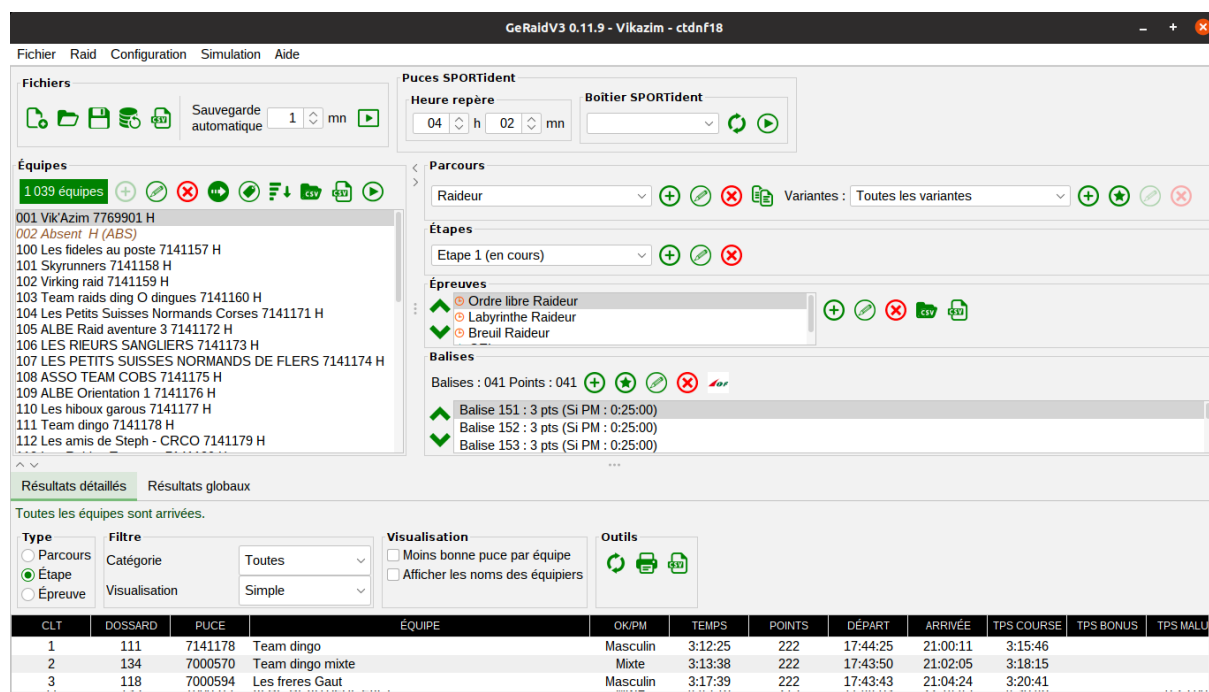 GeRaidV3 0.11.9 - Vikazim - ctdnf18
Fichier Raid Configuration Simulation Aide
Fichiers
Sauvegarde automatique 1 mn
Puces SPORTident
Heure repère
04 h 02 mn
Boîtier SPORTident
Équipes
1 039 équipes
001 Vik'Azim 7769901 H
002 Absent H (ABS)
100 Les fideles au poste 7141157 H
101 Skyrunners 7141158 H
102 Virking raid 7141159 H
103 Team raids ding O dingues 7141160 H
104 Les Petits Suisses Normands Corses 7141171 H
105 ALBE Raid aventure 3 7141172 H
106 LES RIEURS SANGLIERS 7141173 H
107 LES PETITS SUISSES NORMANDS DE FLERS 7141174 H
108 ASSO TEAM COBS 7141175 H
109 ALBE Orientation 1 7141176 H
110 Les hiboux garous 7141177 H
111 Team dingo 7141178 H
112 Les amis de Steph - CRCO 7141179 H
Parcours
Raideur Variantes : Toutes les variantes
Étapes
Etape 1 (en cours)
Épreuves
Ordre libre Raideur
Labyrinthe Raideur
Breuil Raideur
Balises
Balises : 041 Points : 041
Balise 151 : 3 pts (Si PM : 0:25:00)
Balise 152 : 3 pts (Si PM : 0:25:00)
Balise 153 : 3 pts (Si PM : 0:25:00)
Résultats détaillés Résultats globaux
Toutes les équipes sont arrivées.
Type
Parcours
Étape
Épreuve
Filtre
Catégorie Toutes
Visualisation Simple
Visualisation
Moins bonne puce par équipe
Afficher les noms des équipiers
Outils
CLT DOSSARD PUCE ÉQUIPE OK/PM TEMPS POINTS DÉPART ARRIVÉE TPS COURSE TPS BONUS TPS MALU
1 111 7141178 Team dingo Masculin 3:12:25 222 17:44:25 21:00:11 3:15:46
2 134 7000570 Team dingo mixte Mixte 3:13:38 222 17:43:50 21:02:05 3:18:15
3 118 7000594 Les freres Gaut Masculin 3:17:39 222 17:43:43 21:04:24 3:20:41